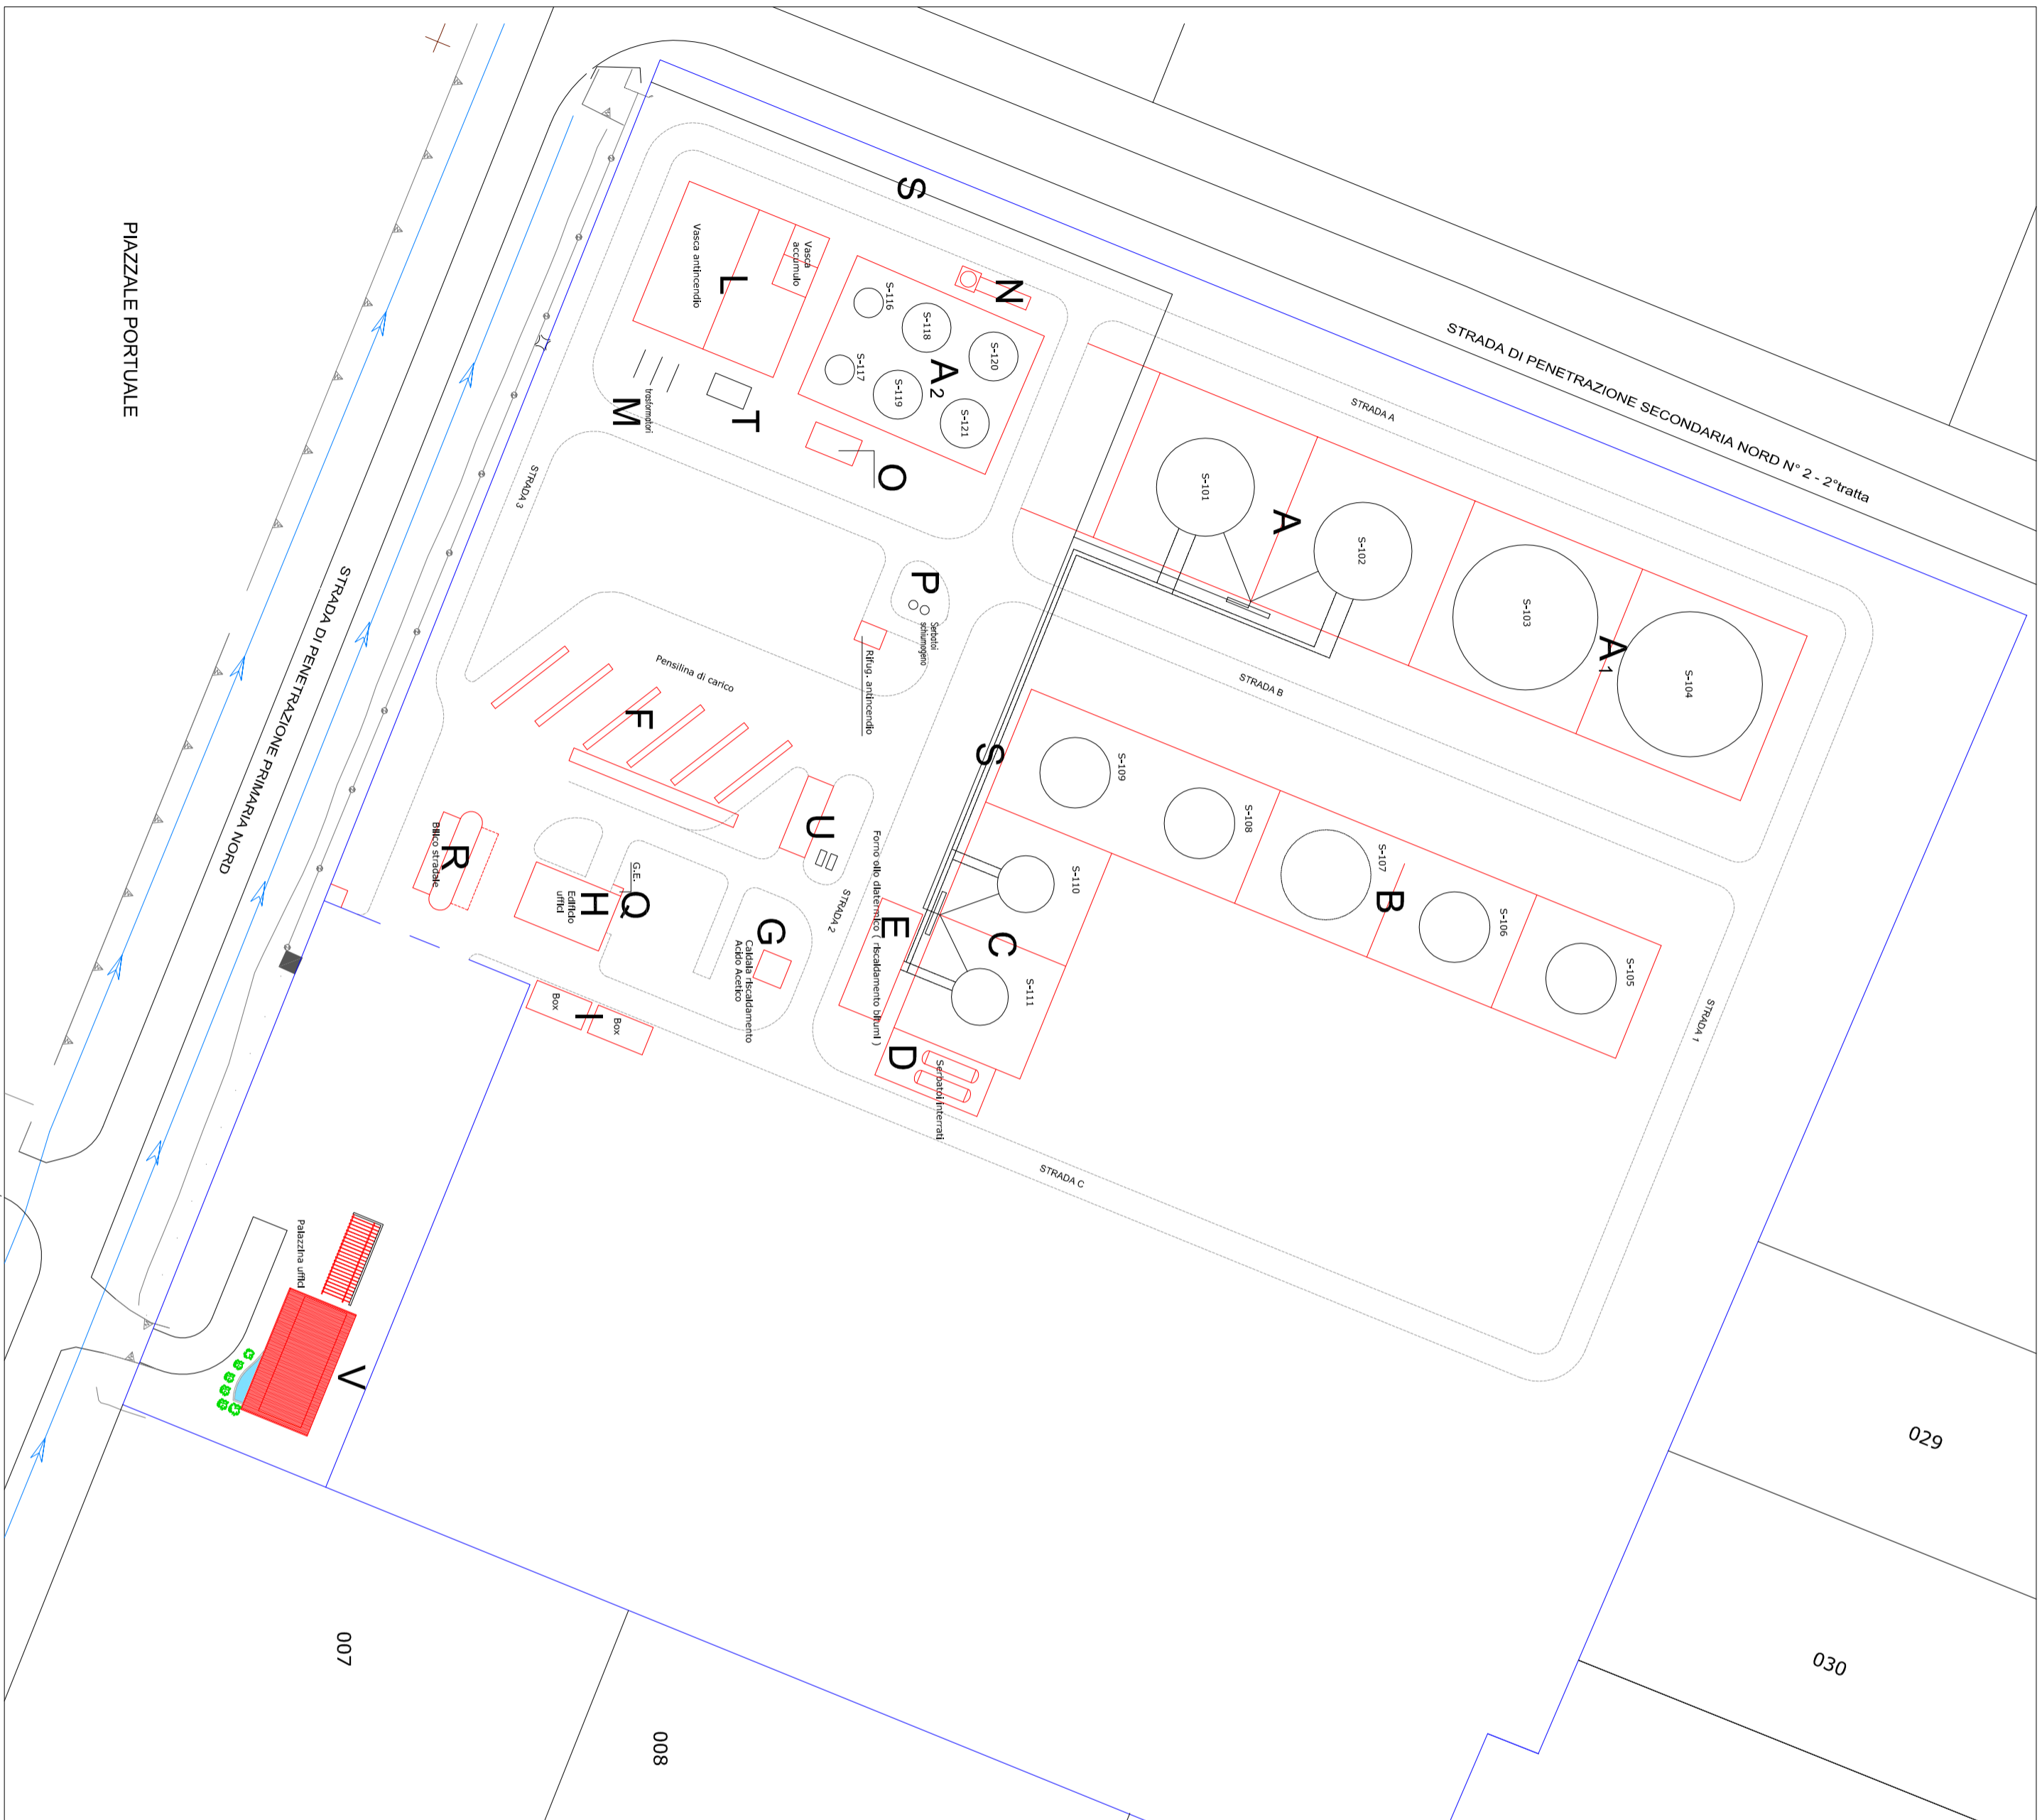 PIAZZALE PORTUALE
STRADA DI PENETRAZIONE PRIMARIA NORD
STRADA DI PENETRAZIONE SECONDARIA NORD N° 2 - 2°tratta
S
N
Vasca
accumulo
Vasca antincendio
L
S-116
S-118
S-120
A2
S-117
S-119
S-121
trasformatori
M
T
O
STRADA A
S-101
A
S-102
S-103
A1
S-104
STRADA 3
P
Serbatoi
schiumogeno
Rifug. antincendio
Pensilina di carico
F
STRADA B
S
S-109
S-108
S-107
B
S-106
S-105
STRADA 1
U
Forno olio diatermico ( riscaldamento bitumi )
S-110
C
S-111
E
R
Bilico stradale
G.E.
Q
H
Edificio
uffici
G
Caldaia riscaldamento
Acido Acetico
STRADA 2
D
Serbatoi interrati
Box
I
Box
STRADA C
Palazzina uffici
V
029
030
007
008